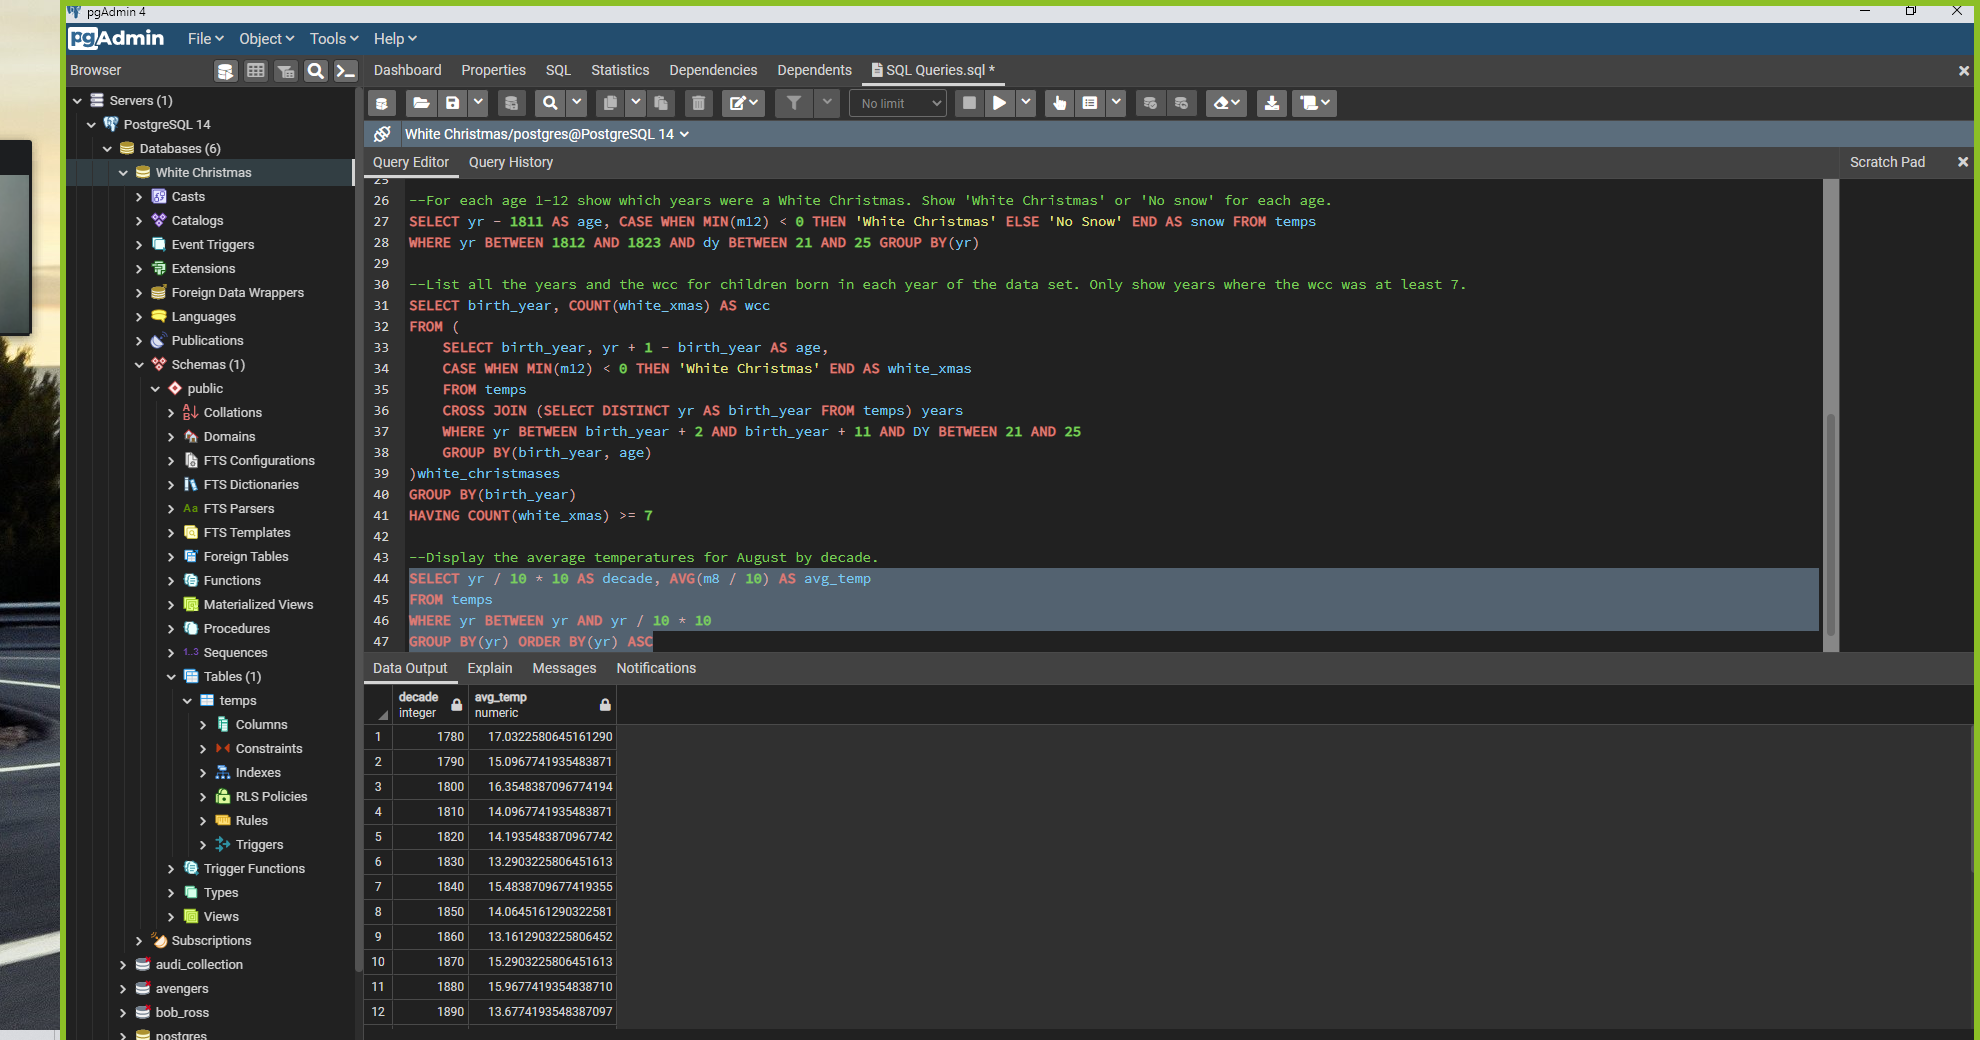 pgAdmin 4
pgAdmin File Object Tools Help
Browser
Dashboard Properties SQL Statistics Dependencies Dependents SQL Queries.sql *
No limit
White Christmas/postgres@PostgreSQL 14
Query Editor Query History
Scratch Pad
Servers (1)
PostgreSQL 14
Databases (6)
White Christmas
Casts
Catalogs
Event Triggers
Extensions
Foreign Data Wrappers
Languages
Publications
Schemas (1)
public
Collations
Domains
FTS Configurations
FTS Dictionaries
Aa FTS Parsers
FTS Templates
Foreign Tables
Functions
Materialized Views
Procedures
1..3 Sequences
Tables (1)
temps
Columns
Constraints
Indexes
RLS Policies
Rules
Triggers
Trigger Functions
Types
Views
Subscriptions
audi_collection
avengers
bob_ross
postgres
25
26 --For each age 1-12 show which years were a White Christmas. Show 'White Christmas' or 'No snow' for each age.
27 SELECT yr - 1811 AS age, CASE WHEN MIN(m12) < 0 THEN 'White Christmas' ELSE 'No Snow' END AS snow FROM temps
28 WHERE yr BETWEEN 1812 AND 1823 AND dy BETWEEN 21 AND 25 GROUP BY(yr)
29
30 --List all the years and the wcc for children born in each year of the data set. Only show years where the wcc was at least 7.
31 SELECT birth_year, COUNT(white_xmas) AS wcc
32 FROM (
33 SELECT birth_year, yr + 1 - birth_year AS age,
34 CASE WHEN MIN(m12) < 0 THEN 'White Christmas' END AS white_xmas
35 FROM temps
36 CROSS JOIN (SELECT DISTINCT yr AS birth_year FROM temps) years
37 WHERE yr BETWEEN birth_year + 2 AND birth_year + 11 AND DY BETWEEN 21 AND 25
38 GROUP BY(birth_year, age)
39 )white_christmases
40 GROUP BY(birth_year)
41 HAVING COUNT(white_xmas) >= 7
42
43 --Display the average temperatures for August by decade.
44 SELECT yr / 10 * 10 AS decade, AVG(m8 / 10) AS avg_temp
45 FROM temps
46 WHERE yr BETWEEN yr AND yr / 10 * 10
47 GROUP BY(yr) ORDER BY(yr) ASC
Data Output Explain Messages Notifications
decade avg_temp
integer numeric
1 1780 17.0322580645161290
2 1790 15.0967741935483871
3 1800 16.3548387096774194
4 1810 14.0967741935483871
5 1820 14.1935483870967742
6 1830 13.2903225806451613
7 1840 15.4838709677419355
8 1850 14.0645161290322581
9 1860 13.1612903225806452
10 1870 15.2903225806451613
11 1880 15.9677419354838710
12 1890 13.6774193548387097